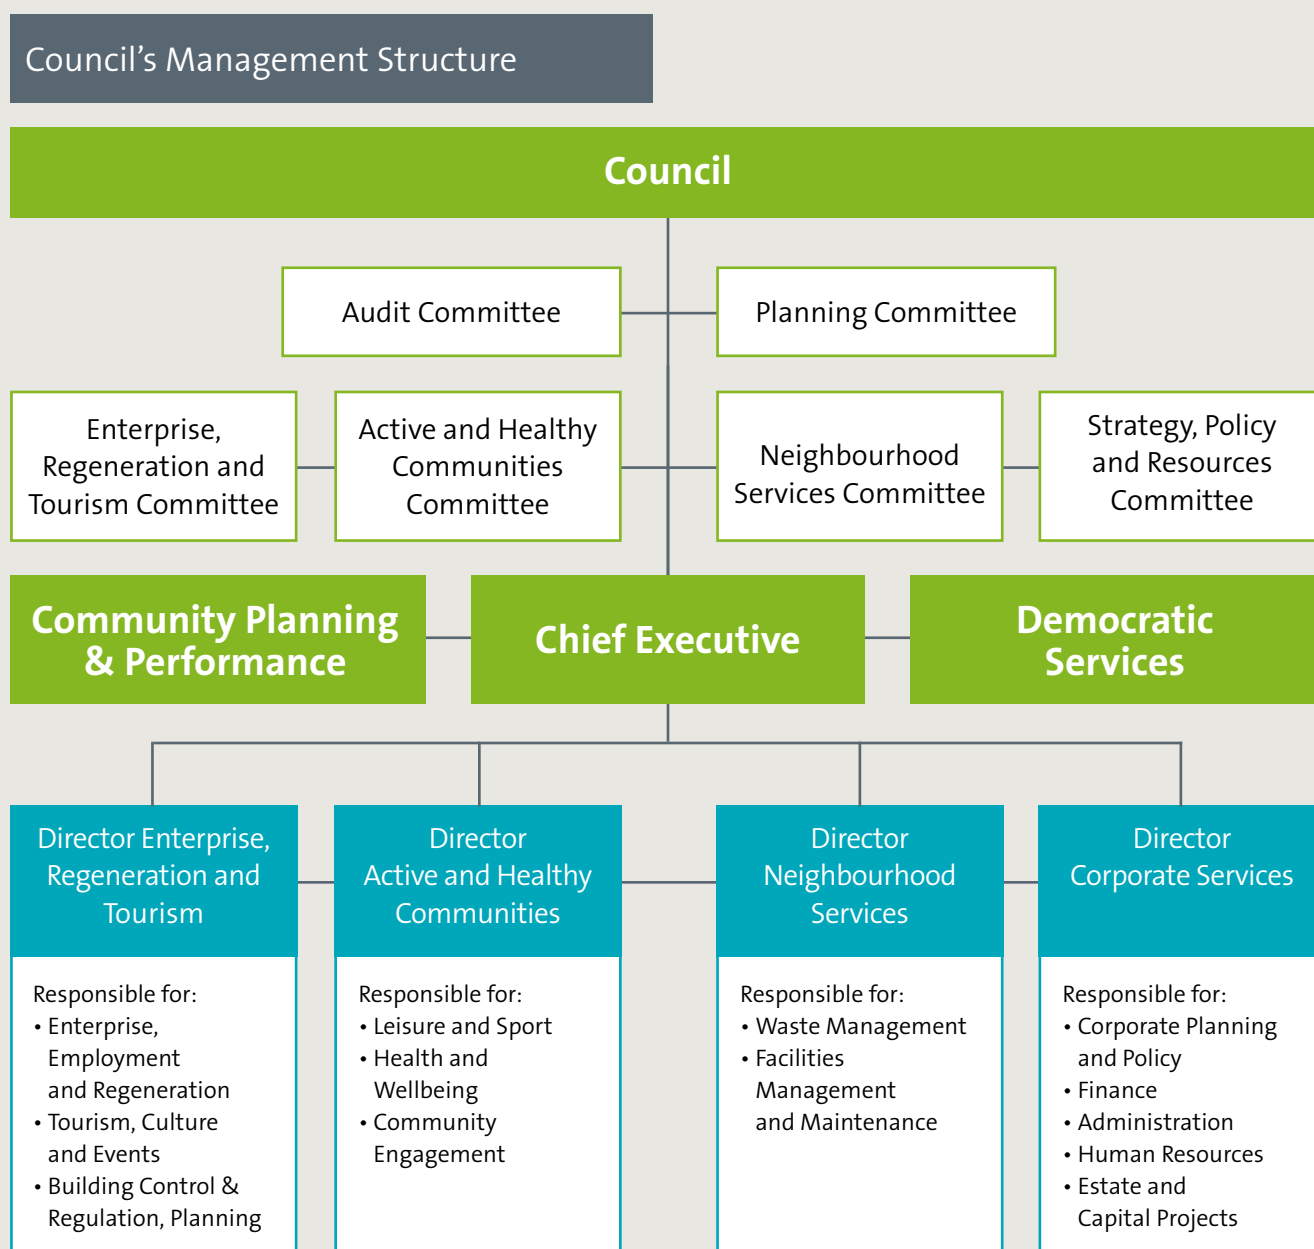 Council’s Management Structure
Council
Audit Committee
Planning Committee
Enterprise,
Regeneration and
Tourism Committee
Active and Healthy
Communities
Committee
Neighbourhood
Services Committee
Strategy, Policy
and Resources
Committee
Community Planning
& Performance
Chief Executive
Democratic
Services
Director Enterprise,
Regeneration and
Tourism
Responsible for:
• Enterprise,
Employment
and Regeneration
• Tourism, Culture
and Events
• Building Control &
Regulation, Planning
Director
Active and Healthy
Communities
Responsible for:
• Leisure and Sport
• Health and
Wellbeing
• Community
Engagement
Director
Neighbourhood
Services
Responsible for:
• Waste Management
• Facilities
Management
and Maintenance
Director
Corporate Services
Responsible for:
• Corporate Planning
and Policy
• Finance
• Administration
• Human Resources
• Estate and
Capital Projects